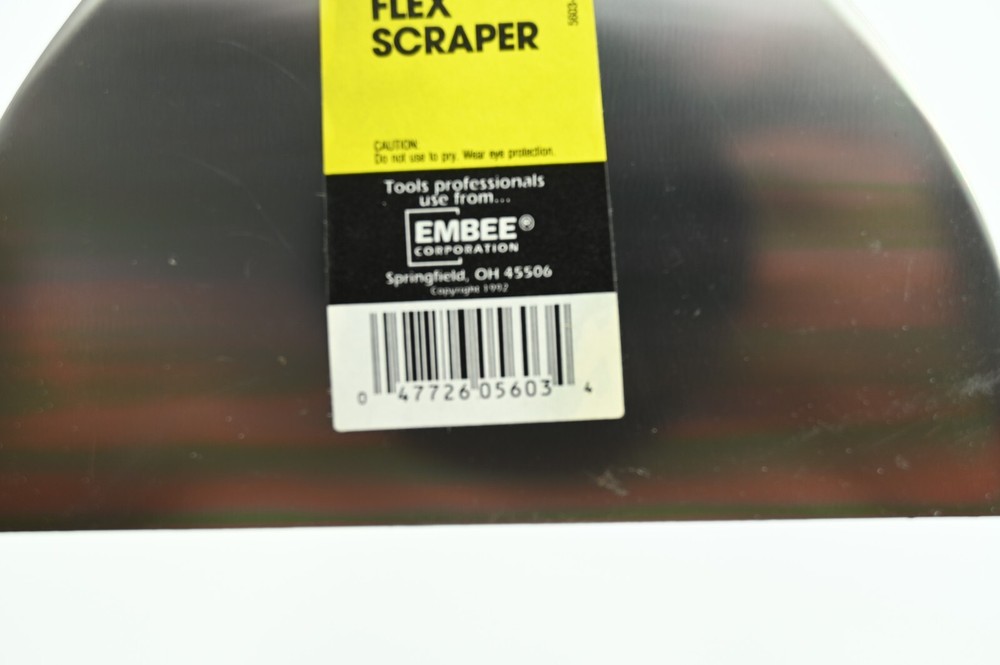 FLEX
SCRAPER
5603-
CAUTION
Do not use to pry. Wear eye protection.
Tools professionals
use from...
EMBEE®
CORPORATION
Springfield, OH 45506
Copyright 1992
0 47726 05603 4